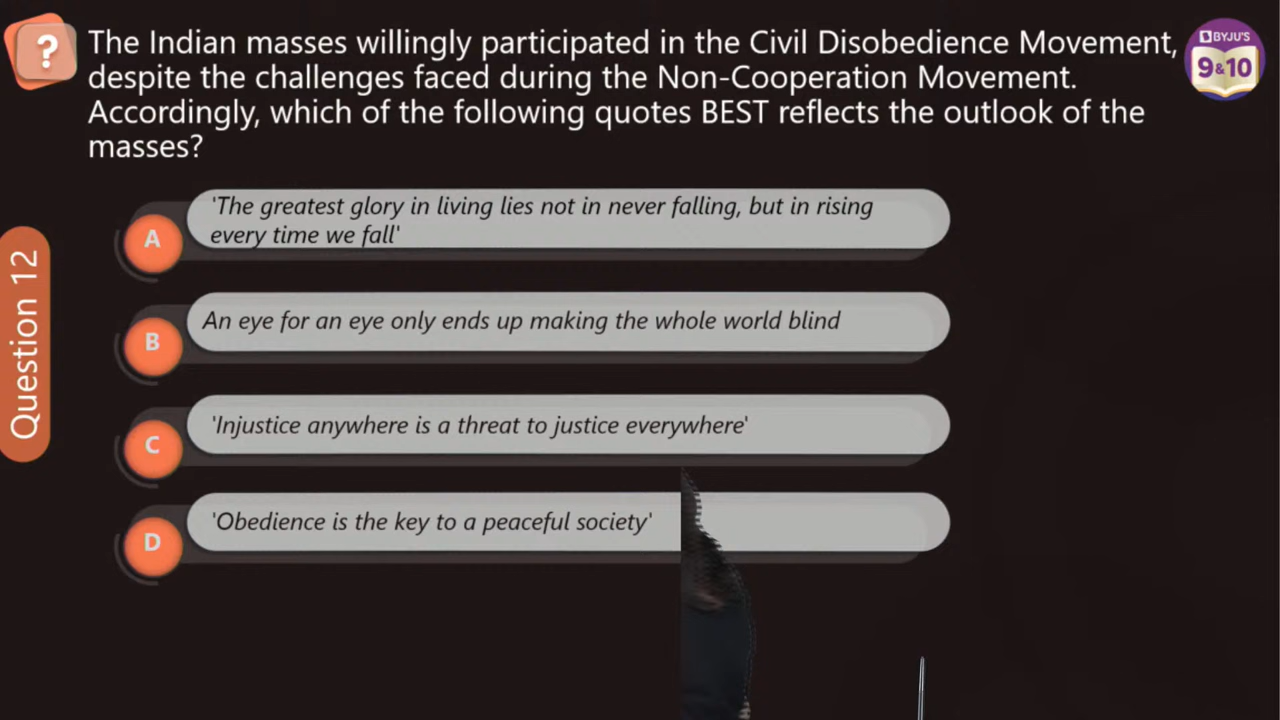 ?
The Indian masses willingly participated in the Civil Disobedience Movement,
despite the challenges faced during the Non-Cooperation Movement.
Accordingly, which of the following quotes BEST reflects the outlook of the
masses?
BYJU'S
9&10
Question 12
A
'The greatest glory in living lies not in never falling, but in rising
every time we fall'
B
An eye for an eye only ends up making the whole world blind
C
'Injustice anywhere is a threat to justice everywhere'
D
'Obedience is the key to a peaceful society'